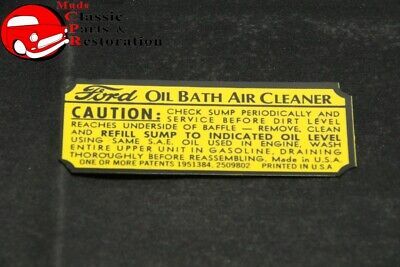 Muds
Classic
Parts &
Restoration
Ford OIL BATH AIR CLEANER
CAUTION: CHECK SUMP PERIODICALLY AND
SERVICE BEFORE DIRT LEVEL
REACHES UNDERSIDE OF BAFFLE — REMOVE, CLEAN
AND REFILL SUMP TO INDICATED OIL LEVEL
USING SAME S.A.E. OIL USED IN ENGINE, WASH
ENTIRE UPPER UNIT IN GASOLINE, DRAINING
THOROUGHLY BEFORE REASSEMBLING. Made in U.S.A
ONE OR MORE PATENTS 1951384, 2509802 PRINTED IN U.S.A